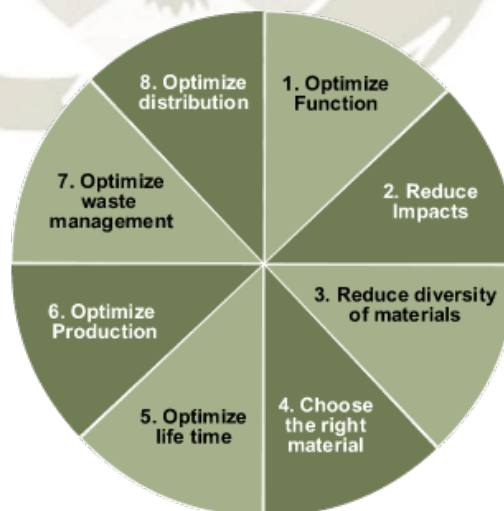 1. Optimize
Function
2. Reduce
Impacts
3. Reduce diversity
of materials
4. Choose
the right
material
5. Optimize
life time
6. Optimize
Production
7. Optimize
waste
management
8. Optimize
distribution